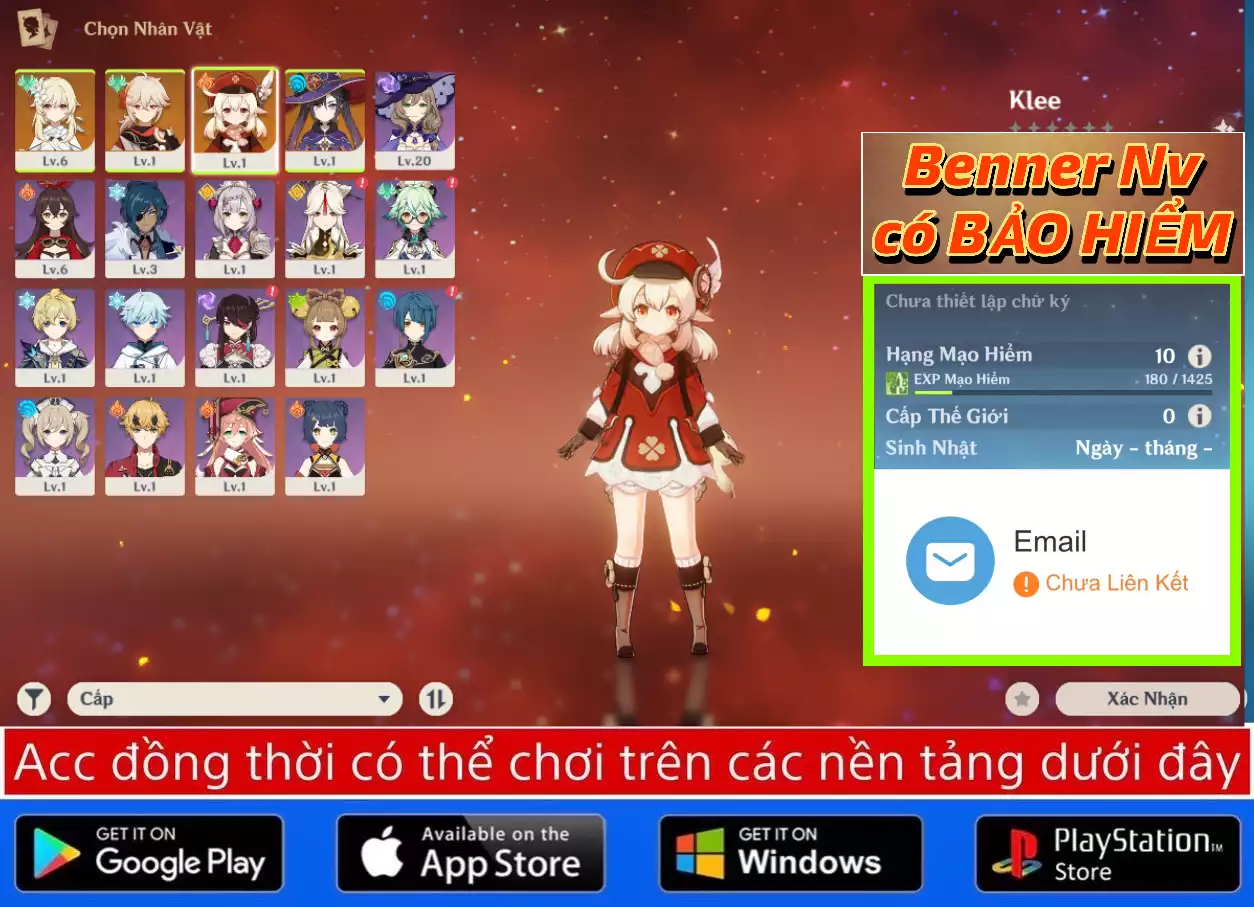 Chọn Nhân Vật
Lv.6
Lv.1
Lv.1
Lv.1
Lv.20
Lv.6
Lv.3
Lv.1
Lv.1
Lv.1
Lv.1
Lv.1
Lv.1
Lv.1
Lv.1
Lv.1
Lv.1
Lv.1
Lv.1
Klee
Benner Nv
có BẢO HIỂM
Chưa thiết lập chữ ký
Hạng Mạo Hiểm 10
EXP Mạo Hiểm 180 / 1425
Cấp Thế Giới 0
Sinh Nhật Ngày - tháng -
Email
Chưa Liên Kết
Cấp
Xác Nhận
Acc đồng thời có thể chơi trên các nền tảng dưới đây
GET IT ON
Google Play
Available on the
App Store
GET IT ON
Windows
PlayStation™
Store